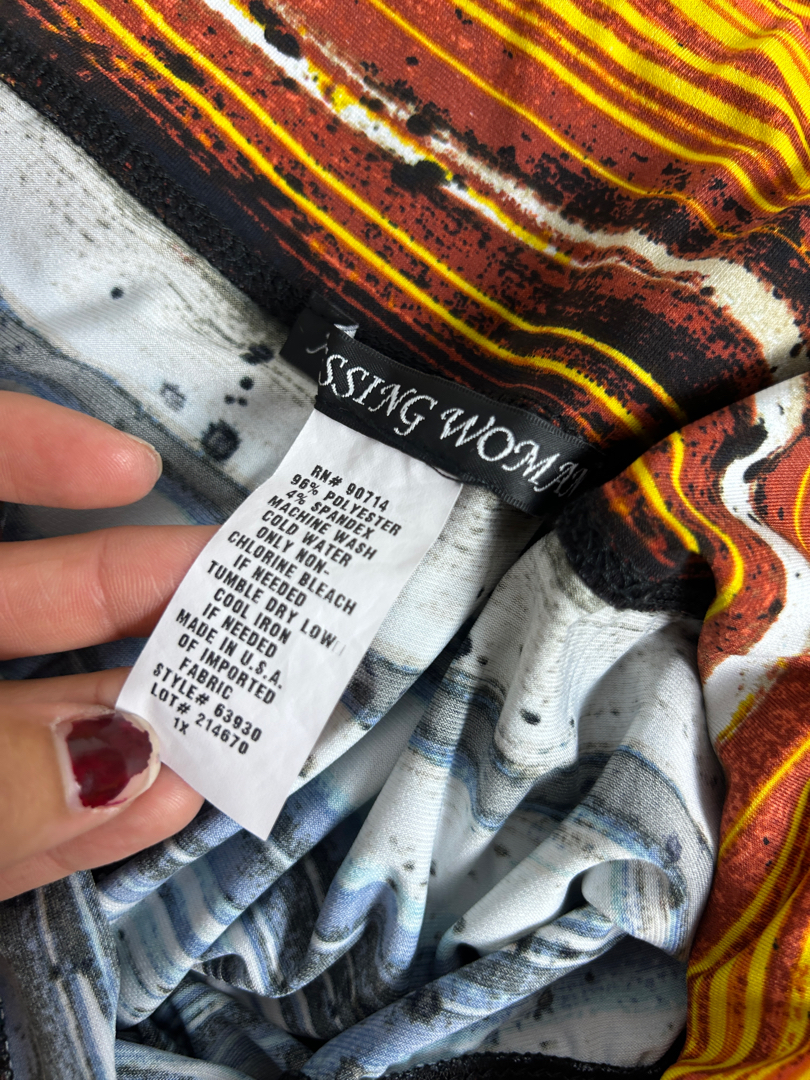 SSING WOMA
RN# 90714
96% POLYESTER
4% SPANDEX
MACHINE WASH
COLD WATER
ONLY NON-
CHLORINE BLEACH
IF NEEDED
TUMBLE DRY LOW
COOL IRON
IF NEEDED
MADE IN U.S.A.
OF IMPORTED
FABRIC
STYLE# 63930
LOT# 214670
1X